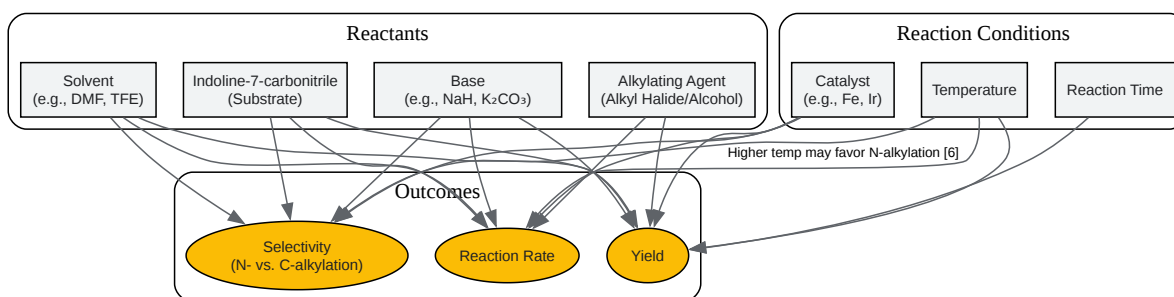 Reactants
Reaction Conditions
Solvent
(e.g., DMF, TFE)
Indoline-7-carbonitrile
(Substrate)
Base
(e.g., NaH, K₂CO₃)
Alkylating Agent
(Alkyl Halide/Alcohol)
Catalyst
(e.g., Fe, Ir)
Temperature
Reaction Time
Higher temp may favor N-alkylation [6]
Outcomes
Selectivity
(N- vs. C-alkylation)
Reaction Rate
Yield